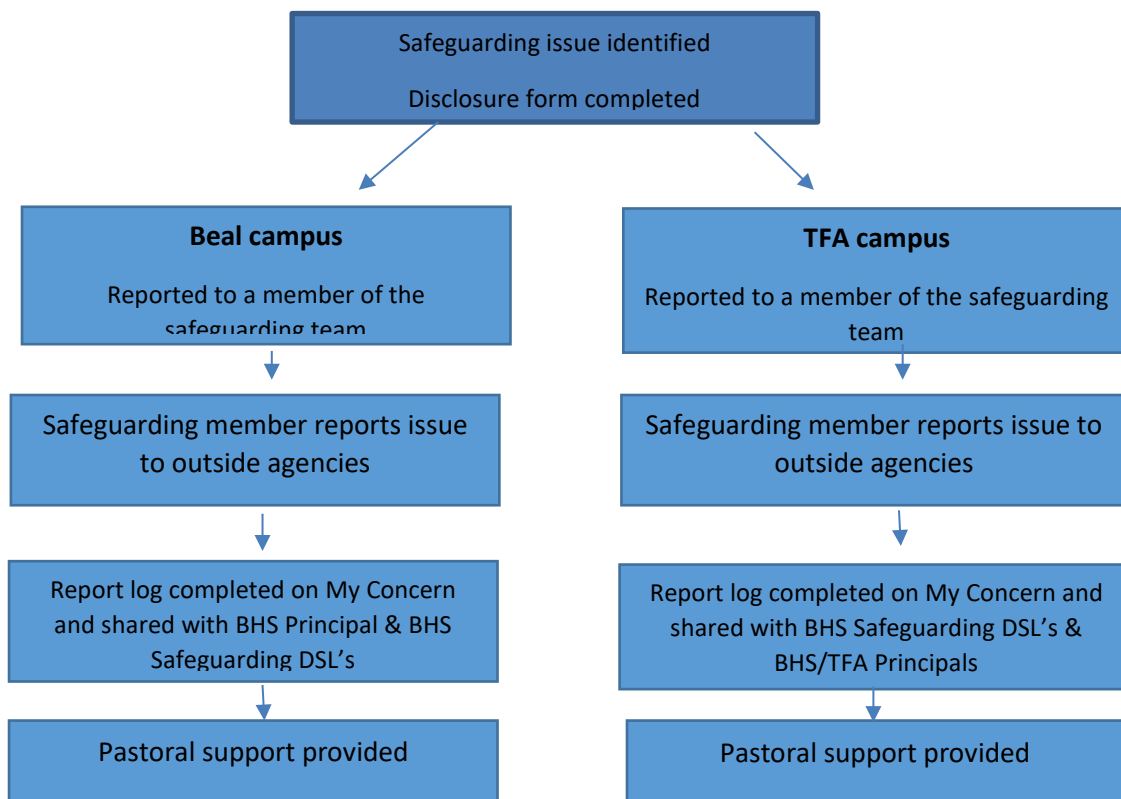 Safeguarding issue identified
Disclosure form completed
Beal campus
Reported to a member of the
safeguarding team
TFA campus
Reported to a member of the safeguarding
team
Safeguarding member reports issue
to outside agencies
Safeguarding member reports issue to
outside agencies
Report log completed on My Concern
and shared with BHS Principal & BHS
Safeguarding DSL’s
Report log completed on My Concern and
shared with BHS Safeguarding DSL’s &
BHS/TFA Principals
Pastoral support provided
Pastoral support provided